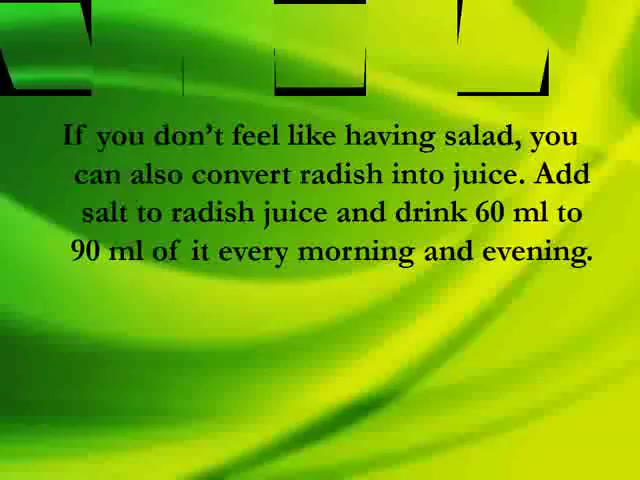 If you don't feel like having salad, you
can also convert radish into juice. Add
salt to radish juice and drink 60 ml to
90 ml of it every morning and evening.